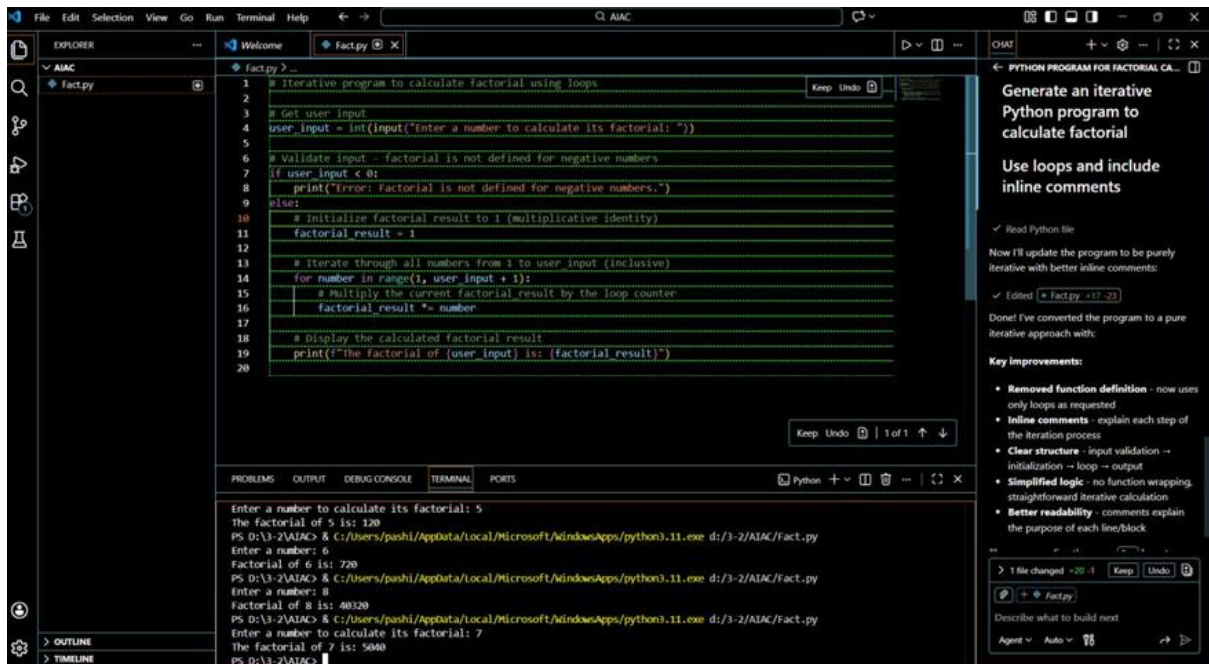 File Edit Selection View Go Run Terminal Help
AIAC
EXPLORER
AIAC
Fact.py
OUTLINE
TIMELINE
Welcome
Fact.py
Fact.py > ...
Keep Undo
1 # Iterative program to calculate factorial using loops
2
3 # Get user input
4 user_input = int(input("Enter a number to calculate its factorial: "))
5
6 # Validate input - factorial is not defined for negative numbers
7 if user_input < 0:
8 print("Error: Factorial is not defined for negative numbers.")
9 else:
10 # Initialize factorial result to 1 (multiplicative identity)
11 factorial_result = 1
12
13 # Iterate through all numbers from 1 to user_input (inclusive)
14 for number in range(1, user_input + 1):
15 # Multiply the current factorial_result by the loop counter
16 factorial_result *= number
17
18 # Display the calculated factorial result
19 print(f"The factorial of {user_input} is: {factorial_result}")
20
Keep Undo 1 of 1
PROBLEMS OUTPUT DEBUG CONSOLE TERMINAL PORTS
Python
Enter a number to calculate its factorial: 5
The factorial of 5 is: 120
PS D:\3-2\AIAC> & C:/Users/pashi/AppData/Local/Microsoft/WindowsApps/python3.11.exe d:/3-2/AIAC/Fact.py
Enter a number: 6
Factorial of 6 is: 720
PS D:\3-2\AIAC> & C:/Users/pashi/AppData/Local/Microsoft/WindowsApps/python3.11.exe d:/3-2/AIAC/Fact.py
Enter a number: 8
Factorial of 8 is: 40320
PS D:\3-2\AIAC> & C:/Users/pashi/AppData/Local/Microsoft/WindowsApps/python3.11.exe d:/3-2/AIAC/Fact.py
Enter a number to calculate its factorial: 7
The factorial of 7 is: 5040
PS D:\3-2\AIAC>
CHAT
PYTHON PROGRAM FOR FACTORIAL CA...
Generate an iterative
Python program to
calculate factorial
Use loops and include
inline comments
Read Python file
Now I'll update the program to be purely
iterative with better inline comments:
Edited Fact.py +17 -23
Done! I've converted the program to a pure
iterative approach with:
Key improvements:
• Removed function definition - now uses
only loops as requested
• Inline comments - explain each step of
the iteration process
• Clear structure - input validation →
initialization → loop → output
• Simplified logic - no function wrapping,
straightforward iterative calculation
• Better readability - comments explain
the purpose of each line/block
1 file changed +20 -1 Keep Undo
Fact.py
Describe what to build next
Agent Auto